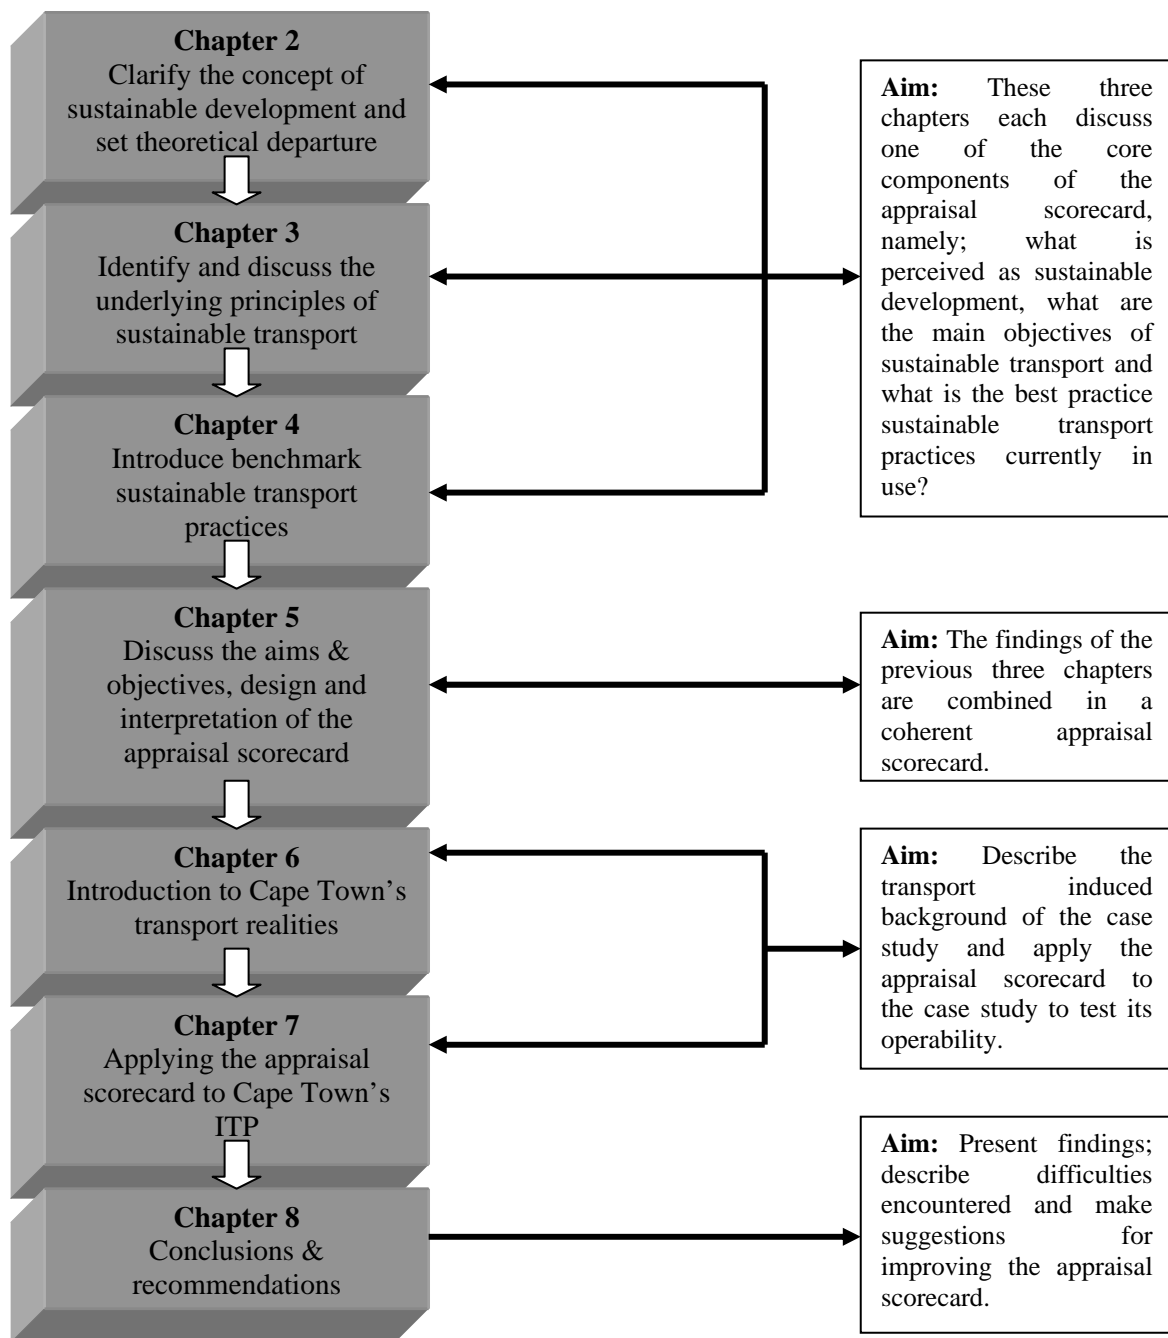 Chapter 2
Clarify the concept of
sustainable development and
set theoretical departure
Chapter 3
Identify and discuss the
underlying principles of
sustainable transport
Chapter 4
Introduce benchmark
sustainable transport
practices
Aim: These three
chapters each discuss
one of the core
components of the
appraisal scorecard,
namely; what is
perceived as sustainable
development, what are
the main objectives of
sustainable transport and
what is the best practice
sustainable transport
practices currently in
use?
Chapter 5
Discuss the aims &
objectives, design and
interpretation of the
appraisal scorecard
Aim: The findings of the
previous three chapters
are combined in a
coherent appraisal
scorecard.
Chapter 6
Introduction to Cape Town’s
transport realities
Chapter 7
Applying the appraisal
scorecard to Cape Town’s
ITP
Aim: Describe the
transport induced
background of the case
study and apply the
appraisal scorecard to
the case study to test its
operability.
Chapter 8
Conclusions &
recommendations
Aim: Present findings;
describe difficulties
encountered and make
suggestions for
improving the appraisal
scorecard.